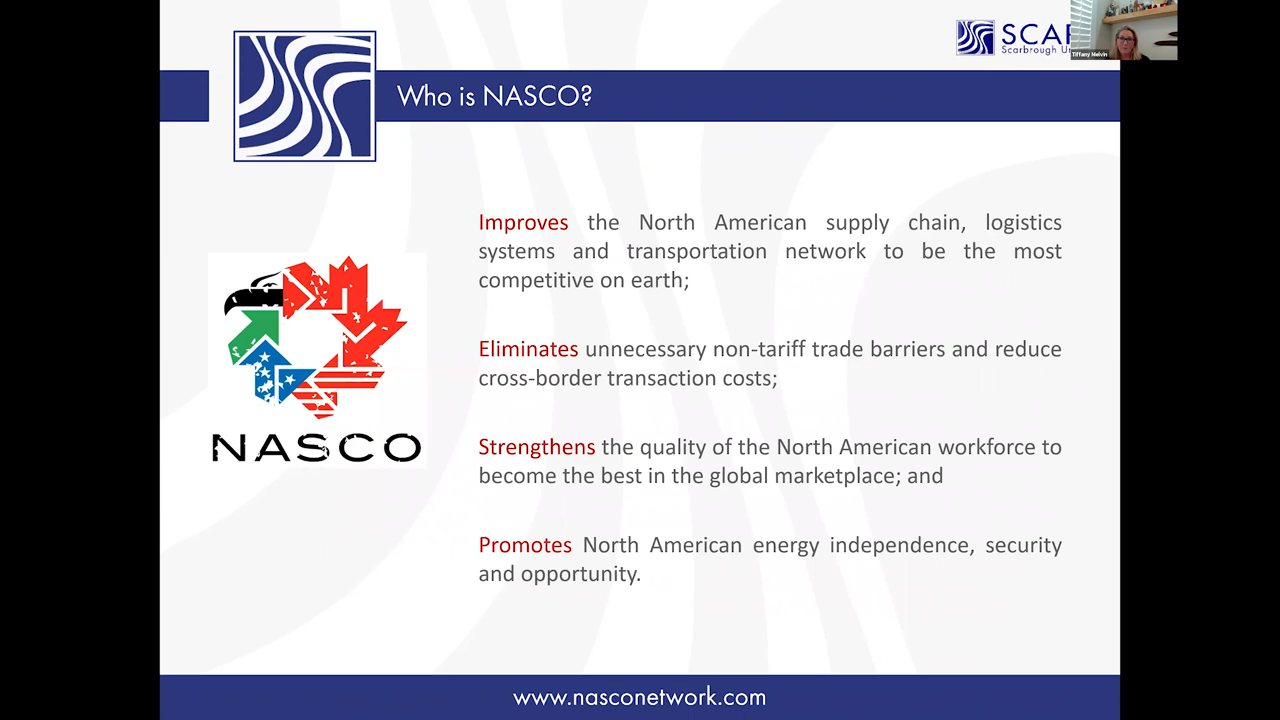 SCAR
Scarbrough U
Tiffany Melvin
Who is NASCO?
Improves the North American supply chain, logistics
systems and transportation network to be the most
competitive on earth;
Eliminates unnecessary non-tariff trade barriers and reduce
cross-border transaction costs;
NASCO
Strengthens the quality of the North American workforce to
become the best in the global marketplace; and
Promotes North American energy independence, security
and opportunity.
www.nasconetwork.com